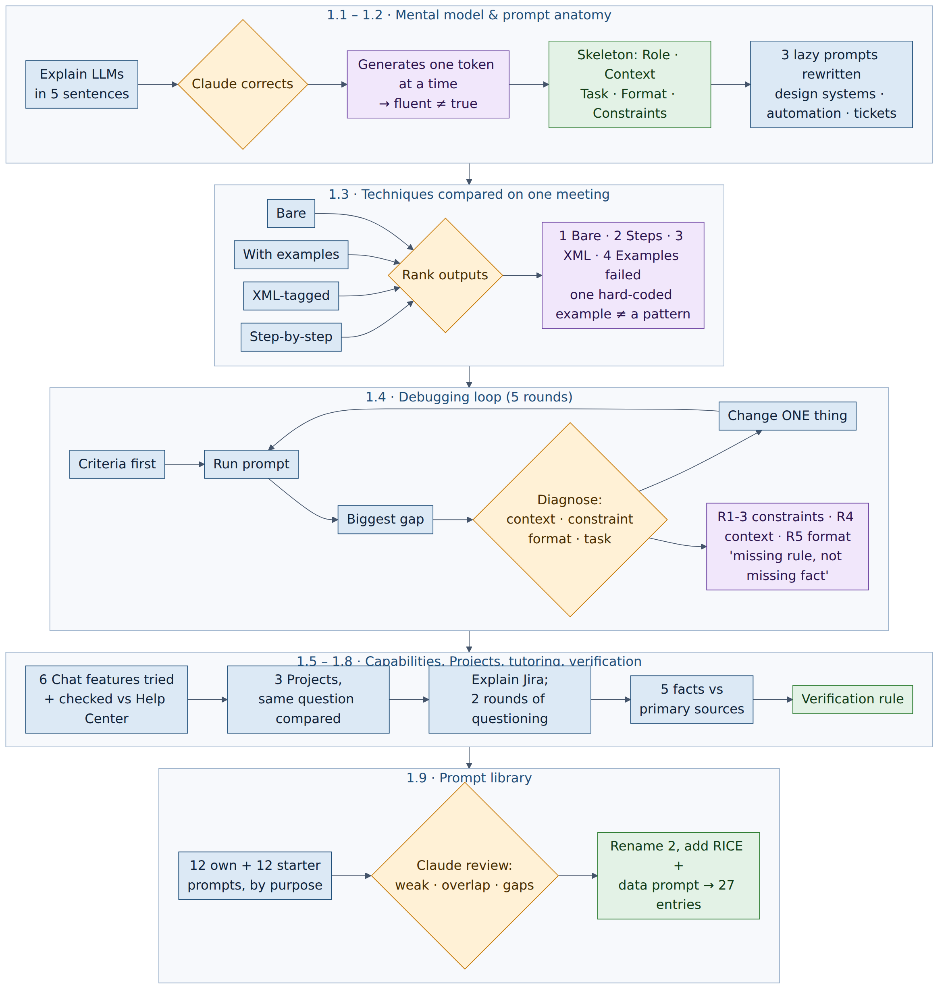 1.1 – 1.2 · Mental model & prompt anatomy
Explain LLMs
in 5 sentences
Claude corrects
Generates one token
at a time
→ fluent ≠ true
Skeleton: Role ·
Context
Task · Format ·
Constraints
3 lazy prompts
rewritten
design systems ·
automation · tickets
1.3 · Techniques compared on one meeting
Bare
With examples
XML-tagged
Step-by-step
Rank outputs
1 Bare · 2 Steps · 3
XML · 4 Examples
failed
one hard-coded
example ≠ a pattern
1.4 · Debugging loop (5 rounds)
Criteria first
Run prompt
Biggest gap
Diagnose:
context · constraint
format · task
Change ONE thing
R1-3 constraints · R4
context · R5 format
'missing rule, not
missing fact'
1.5 – 1.8 · Capabilities, Projects, tutoring, verification
6 Chat features tried
+ checked vs Help
Center
3 Projects,
same question
compared
Explain Jira;
2 rounds of
questioning
5 facts vs
primary sources
Verification rule
1.9 · Prompt library
12 own + 12 starter
prompts, by purpose
Claude review:
weak · overlap · gaps
Rename 2, add RICE
+
data prompt → 27
entries